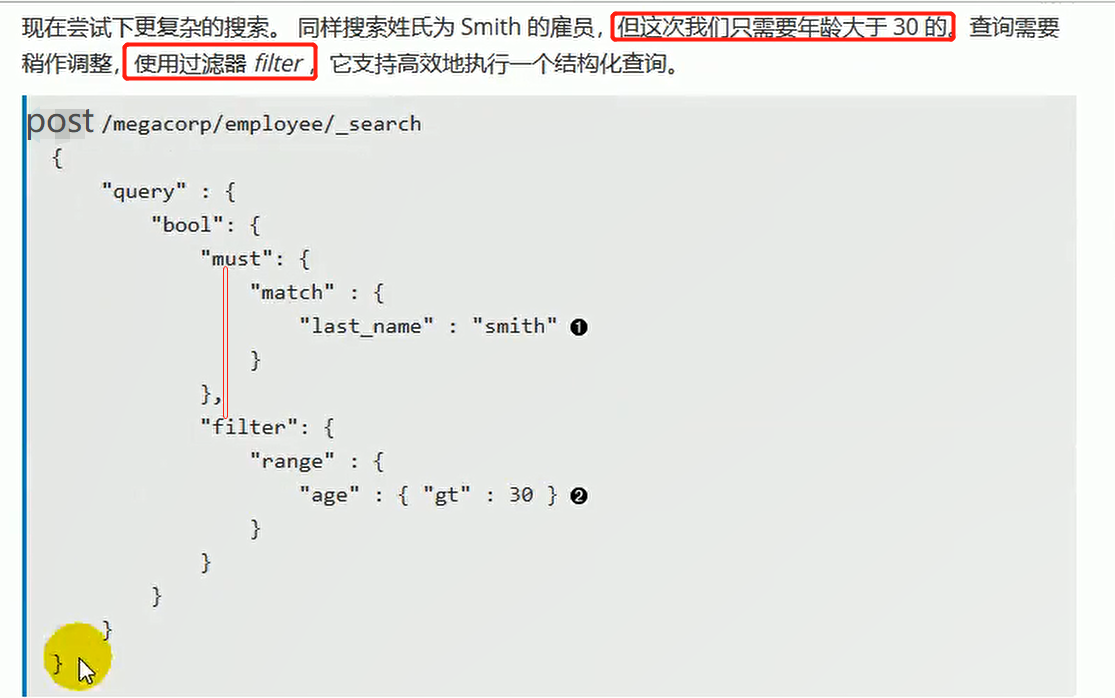 现在尝试下更复杂的搜索。 同样搜索姓氏为 Smith 的雇员，但这次我们只需要年龄大于 30 的。查询需要
稍作调整，使用过滤器 filter ，它支持高效地执行一个结构化查询。
post /megacorp/employee/_search
{
"query" : {
"bool": {
"must": {
"match" : {
"last_name" : "smith" ❶
}
},
"filter": {
"range" : {
"age" : { "gt" : 30 } ❷
}
}
}
}
}